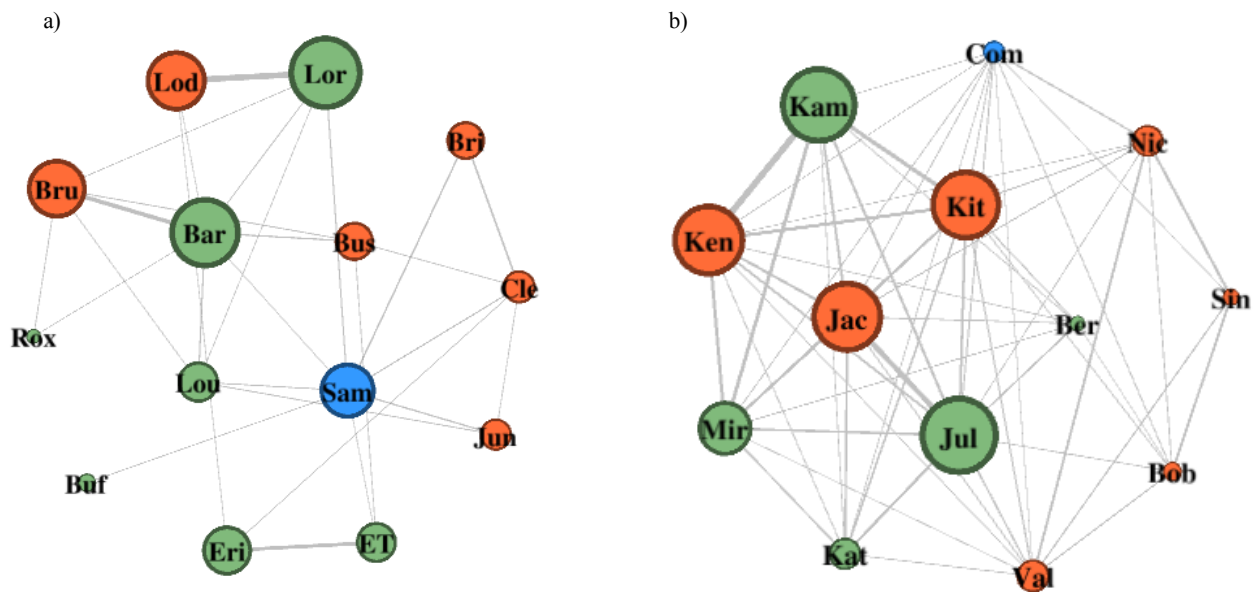 a)
b)
Lod
Lor
Bri
Bru
Bar
Bus
Cle
Rox
Lou
Sam
Jun
Buf
Eri
ET
Com
Kam
Nic
Kit
Ken
Sin
Jac
Ber
Mir
Jul
Bob
Kat
Val